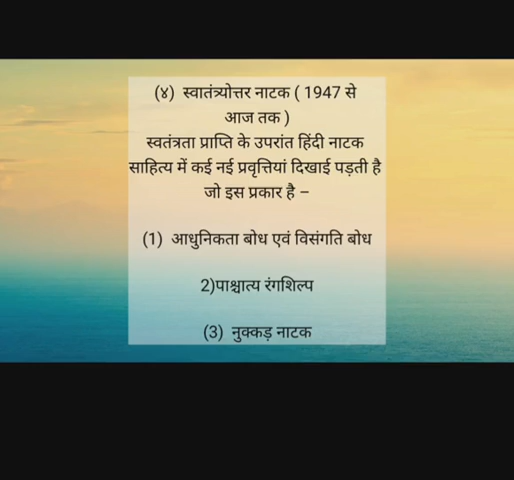 (४) स्वातंत्र्योत्तर नाटक ( 1947 से
आज तक )
स्वतंत्रता प्राप्ति के उपरांत हिंदी नाटक
साहित्य में कई नई प्रवृत्तियां दिखाई पड़ती है
जो इस प्रकार है –
(1) आधुनिकता बोध एवं विसंगति बोध
2)पाश्चात्य रंगशिल्प
(3) नुक्कड़ नाटक